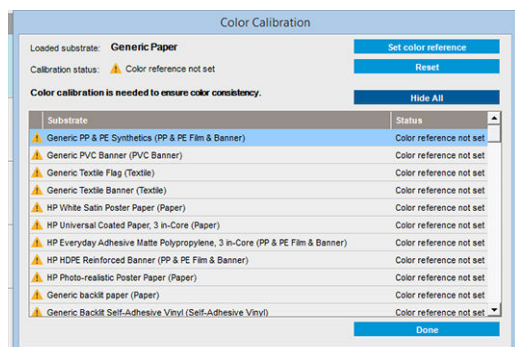 Color Calibration
Loaded substrate: Generic Paper
Set color reference
Calibration status: Color reference not set
Reset
Color calibration is needed to ensure color consistency.
Hide All
Substrate Status
Generic PP & PE Synthetics (PP & PE Film & Banner) Color reference not set
Generic PVC Banner (PVC Banner) Color reference not set
Generic Textile Flag (Textile) Color reference not set
Generic Textile Banner (Textile) Color reference not set
HP White Satin Poster Paper (Paper) Color reference not set
HP Universal Coated Paper, 3 in-Core (Paper) Color reference not set
HP Everyday Adhesive Matte Polypropylene, 3 in-Core (PP & PE Film & Banner) Color reference not set
HP HDPE Reinforced Banner (PP & PE Film & Banner) Color reference not set
HP Photo-realistic Poster Paper (Paper) Color reference not set
Generic backlit paper (Paper) Color reference not set
Generic Backlit Self-Adhesive Vinyl (Self-Adhesive Vinyl) Color reference not set
Done